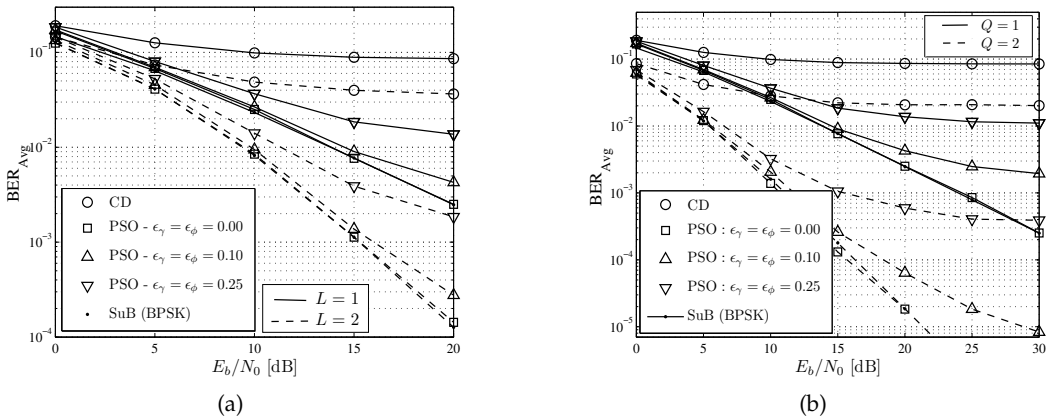 10^-1
10^-2
10^-3
10^-4
BER_Avg
0 5 10 15 20
E_b/N_0 [dB]
CD
PSO - ϵ_γ = ϵ_ϕ = 0.00
PSO - ϵ_γ = ϵ_ϕ = 0.10
PSO - ϵ_γ = ϵ_ϕ = 0.25
SuB (BPSK)
L = 1
L = 2
(a)
10^-1
10^-2
10^-3
10^-4
10^-5
BER_Avg
0 5 10 15 20 25 30
E_b/N_0 [dB]
Q = 1
Q = 2
CD
PSO : ϵ_γ = ϵ_ϕ = 0.00
PSO : ϵ_γ = ϵ_ϕ = 0.10
PSO : ϵ_γ = ϵ_ϕ = 0.25
SuB (BPSK)
(b)